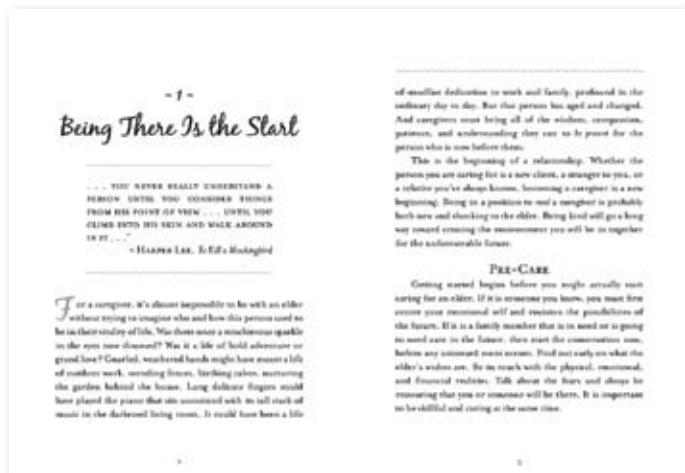 ~ 1 ~
Being There Is the Start
. . . YOU NEVER REALLY UNDERSTAND A
PERSON UNTIL YOU CONSIDER THINGS
FROM HIS POINT OF VIEW . . . UNTIL YOU
CLIMB INTO HIS SKIN AND WALK AROUND
IN IT . . ."
~ HARPER LEE, To Kill a Mockingbird
For a caregiver, it's almost impossible to be with an elder
without trying to imagine who and how this person used to
be in their vitality of life. Was there once a mischievous sparkle
in the eyes now dimmed? Was it a life of bold adventure or
grand love? Gnarled, weathered hands might have meant a life
of outdoor work, mending fences, birthing calves, nurturing
the garden behind the house. Long delicate fingers could
have played the piano that sits unnoticed with its tall stack of
music in the darkened living room. It could have been a life
of steadfast dedication to work and family, profound in the
ordinary day to day. But that person has aged and changed.
And caregivers must bring all of the wisdom, compassion,
patience, and understanding they can to be present for the
person who is now before them.
This is the beginning of a relationship. Whether the
person you are caring for is a new client, a stranger to you, or
a relative you've always known, becoming a caregiver is a new
beginning. Being in a position to need a caregiver is probably
both new and shocking to the elder. Being kind will go a long
way toward creating the environment you will be in together
for the unforeseeable future.
PRE-CARE
Getting started begins before you might actually start
caring for an elder. If it is someone you know, you must first
center your emotional self and envision the possibilities of
the future. If it is a family member that is in need or is going
to need care in the future, then start the conversation now,
before any untoward event occurs. Find out early on what the
elder's wishes are. Be in touch with the physical, emotional,
and financial realities. Talk about the fears and always be
reassuring that you or someone will be there. It is important
to be skillful and caring at the same time.